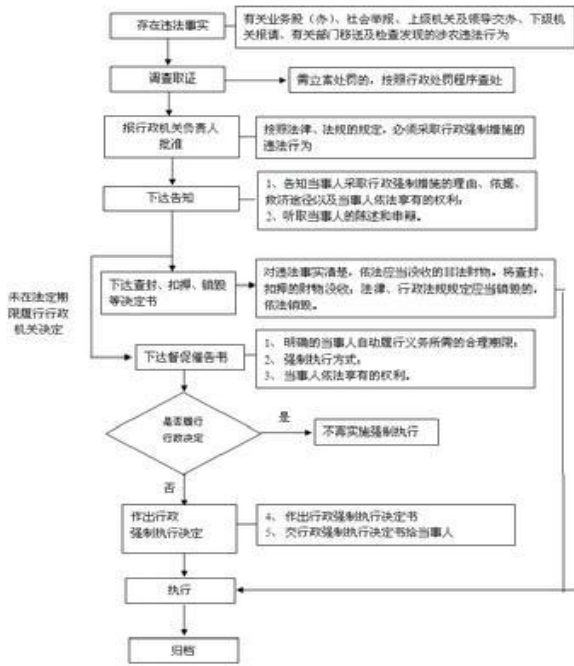 存在违法事实
有关业务股（办）、社会举报、上级机关及领导交办、下级机
关报请、有关部门移送及检查发现的涉农违法行为
调查取证
需立案处罚的，按照行政处罚程序查处
报行政机关负责人
批准
按照法律、法规的规定，必须采取行政强制措施的
违法行为
下达告知
1、告知当事人采取行政强制措施的理由、依据、
救济途径以及当事人依法享有的权利；
2、听取当事人的陈述和申辩。
未在法定期
限履行行政
机关决定
下达查封、扣押、销毁
等决定书
对违法事实清楚，依法应当没收的非法财物，将查封、
扣押的财物没收；法律、行政法规规定应当销毁的，
依法销毁。
下达督促催告书
1、 明确的当事人自动履行义务所需的合理期限；
2、 强制执行方式；
3、 当事人依法享有的权利。
是否履行
行政决定
是
不再实施强制执行
否
作出行政
强制执行决定
4、 作出行政强制执行决定书
5、 交行政强制执行决定书给当事人
执行
归档